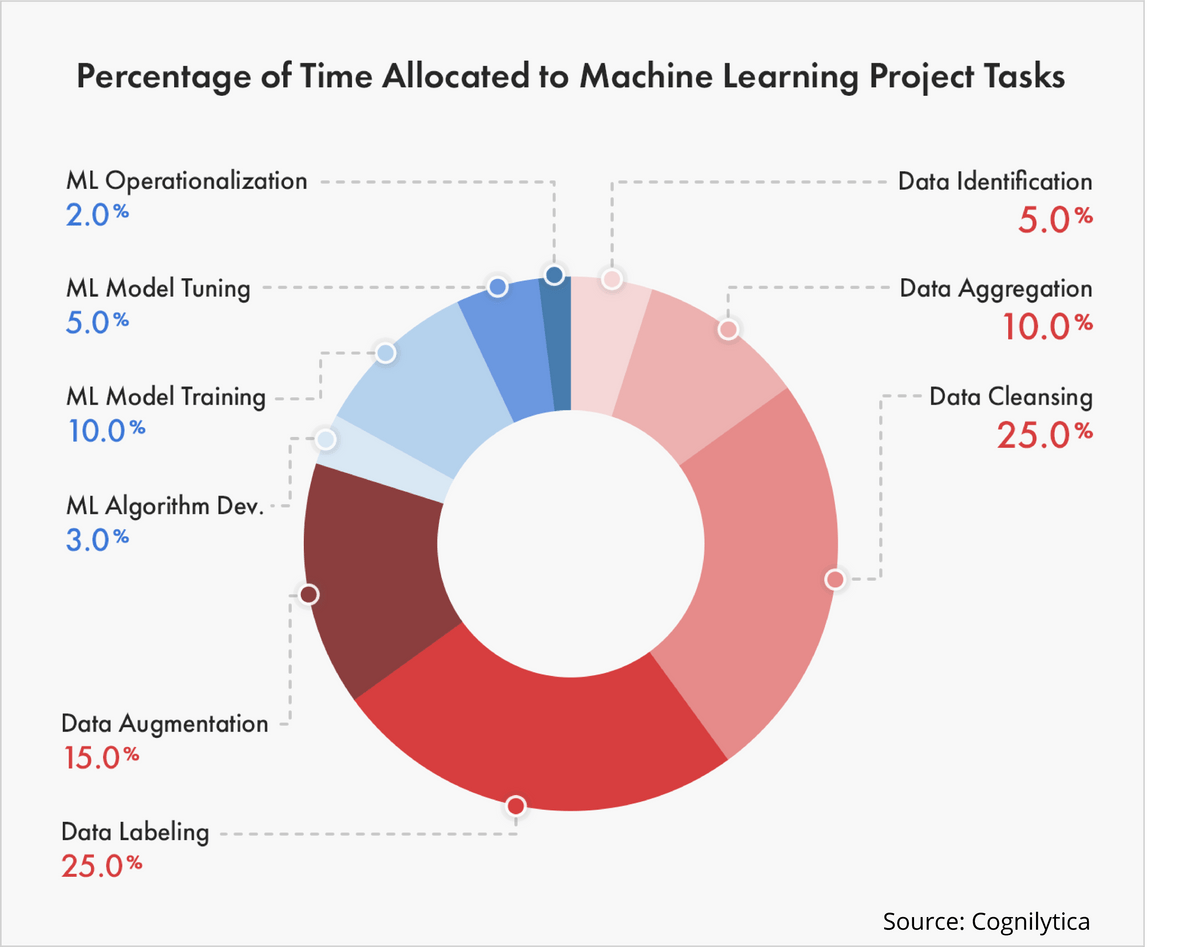 Percentage of Time Allocated to Machine Learning Project Tasks
ML Operationalization
2.0%
ML Model Tuning
5.0%
ML Model Training
10.0%
ML Algorithm Dev.
3.0%
Data Augmentation
15.0%
Data Labeling
25.0%
Data Identification
5.0%
Data Aggregation
10.0%
Data Cleansing
25.0%
Source: Cognilytica